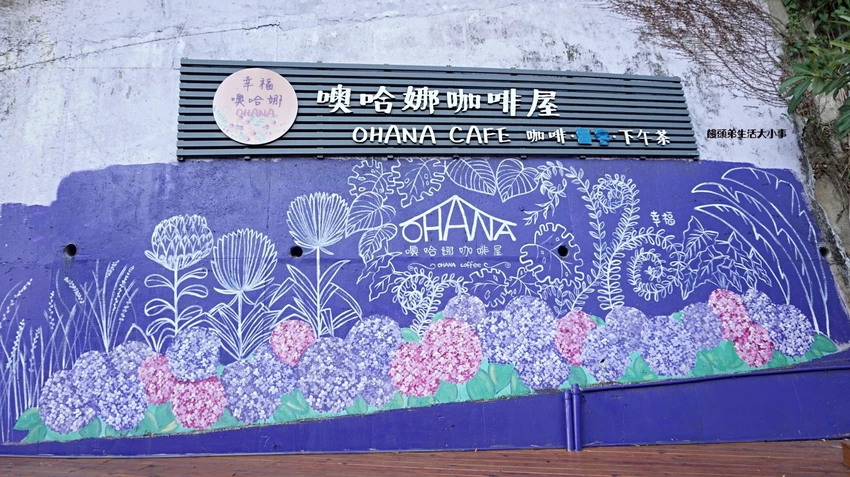 幸福
噢哈娜
OHANA
噢哈娜咖啡屋
OHANA CAFE 咖啡··下午茶
饅頭弟生活大小事
OHANA
幸福
噢哈娜咖啡屋
OHANA coffee